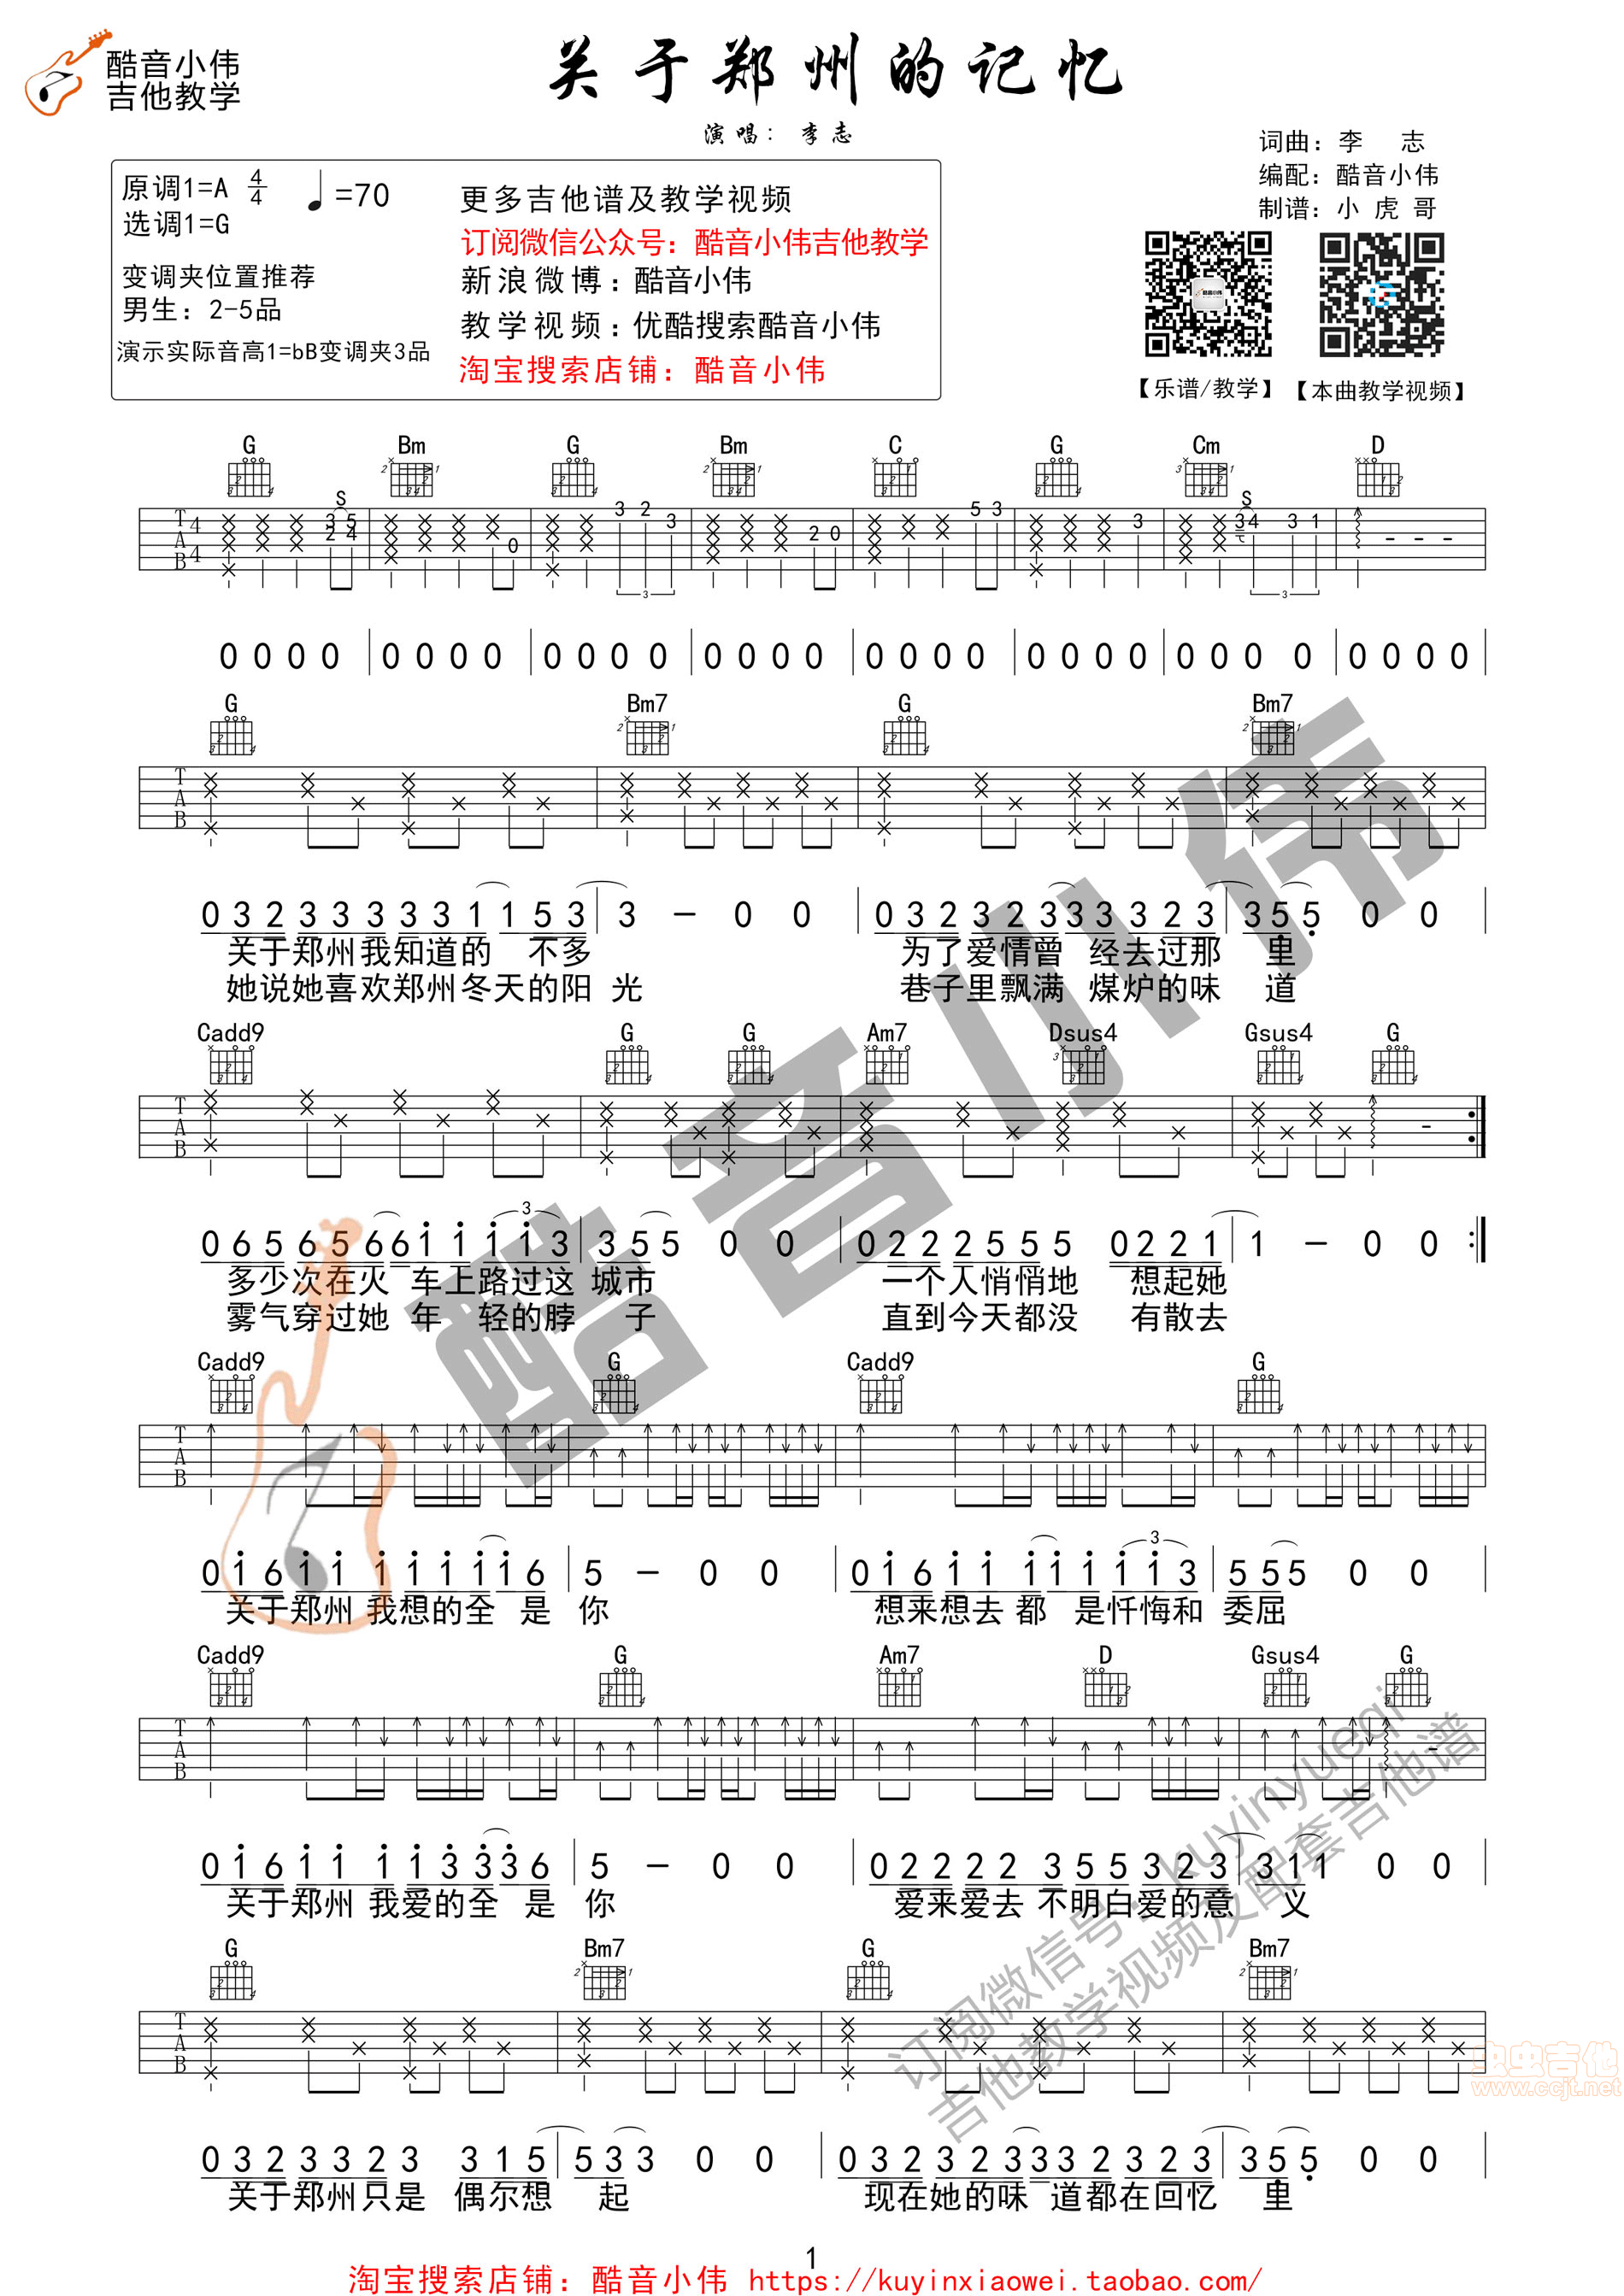 酷音小伟
吉他教学
关于郑州的记忆
演唱：李志
词曲：李 志
编配：酷音小伟
制谱：小虎哥
原调1=A 4/4 ♩=70
选调1=G
变调夹位置推荐
男生：2-5品
演示实际音高1=bB变调夹3品
更多吉他谱及教学视频
订阅微信公众号：酷音小伟吉他教学
新浪微博：酷音小伟
教学视频：优酷搜索酷音小伟
淘宝搜索店铺：酷音小伟
【乐谱/教学】 【本曲教学视频】
G Bm G Bm C G Cm D
0 0 0 0 | 0 0 0 0 | 0 0 0 0 | 0 0 0 0 | 0 0 0 0 | 0 0 0 0 | 0 0 0 0 | 0 0 0 0 |
G Bm7 G Bm7
0 3 2 3 3 3 3 3 1 1 5 3 | 3 - 0 0 | 0 3 2 3 2 3 3 3 3 2 3 | 3 5 5 0 0 |
关于郑州我知道的 不多 为了爱情曾 经去过那 里
她说她喜欢郑州冬天的阳 光 巷子里飘满 煤炉的味 道
Cadd9 G G Am7 Dsus4 Gsus4 G
0 6 5 6 5 6 6 1 1 1 1 3 | 3 5 5 0 0 | 0 2 2 2 2 5 5 5 0 2 2 1 | 1 - 0 0
多少次在火 车上路过这 城市 一个人悄悄地 想起她
雾气穿过她 年 轻的脖 子 直到今天都没 有散去
Cadd9 G Cadd9 G
0 1 6 1 1 1 1 1 1 1 6 | 5 - 0 0 | 0 1 6 1 1 1 1 1 1 1 3 | 5 5 5 0 0 |
关于郑州 我想的全 是 你 想来想去 都 是忏悔和 委屈
Cadd9 G Am7 D Gsus4 G
0 1 6 1 1 1 1 3 3 3 6 | 5 - 0 0 | 0 2 2 2 2 3 5 5 3 2 3 | 3 1 1 0 0 |
关于郑州 我爱的全 是 你 爱来爱去 不明白爱的意 义
G Bm7 G Bm7
0 3 2 3 3 2 3 3 1 5 | 5 3 3 0 0 | 0 3 2 3 2 3 3 3 2 3 2 3 | 3 5 5 0 0 |
关于郑州只是 偶尔想 起 现在她的味 道都在回忆 里
酷音小伟
订阅微信号：kuyinyueqi
吉他教学视频及配套吉他谱
虫虫吉他
www.ccjt.net
1
淘宝搜索店铺：酷音小伟 https://kuyinxiaowei.taobao.com/